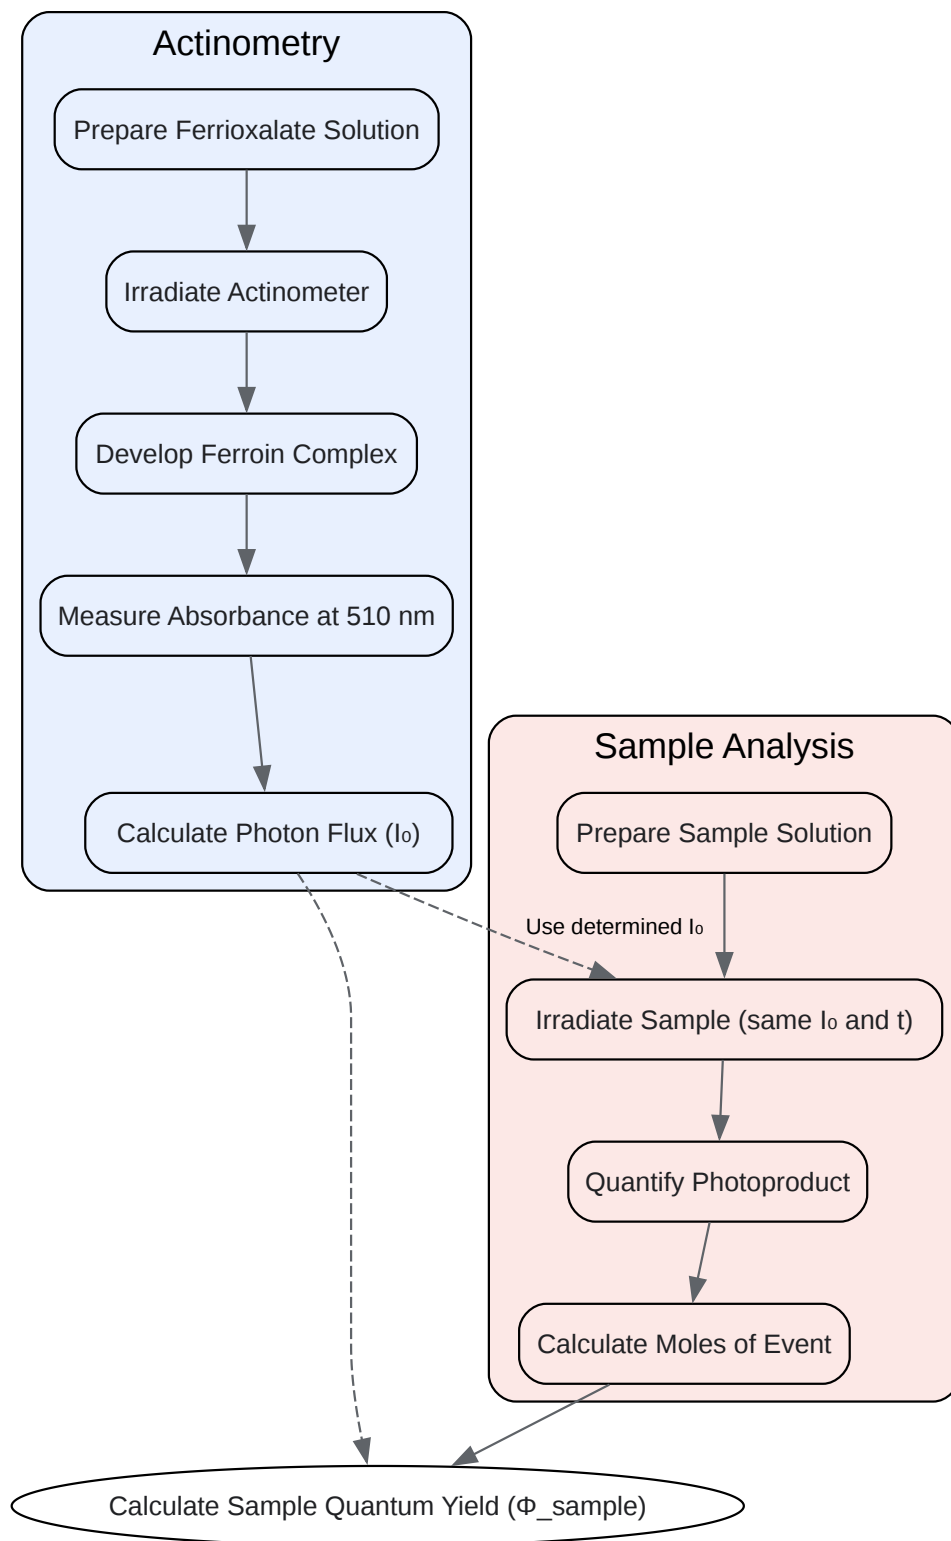 Actinometry
Prepare Ferrioxalate Solution
Irradiate Actinometer
Develop Ferroin Complex
Measure Absorbance at 510 nm
Calculate Photon Flux (I₀)
Sample Analysis
Prepare Sample Solution
Use determined I₀
Irradiate Sample (same I₀ and t)
Quantify Photoproduct
Calculate Moles of Event
Calculate Sample Quantum Yield (Φ_sample)